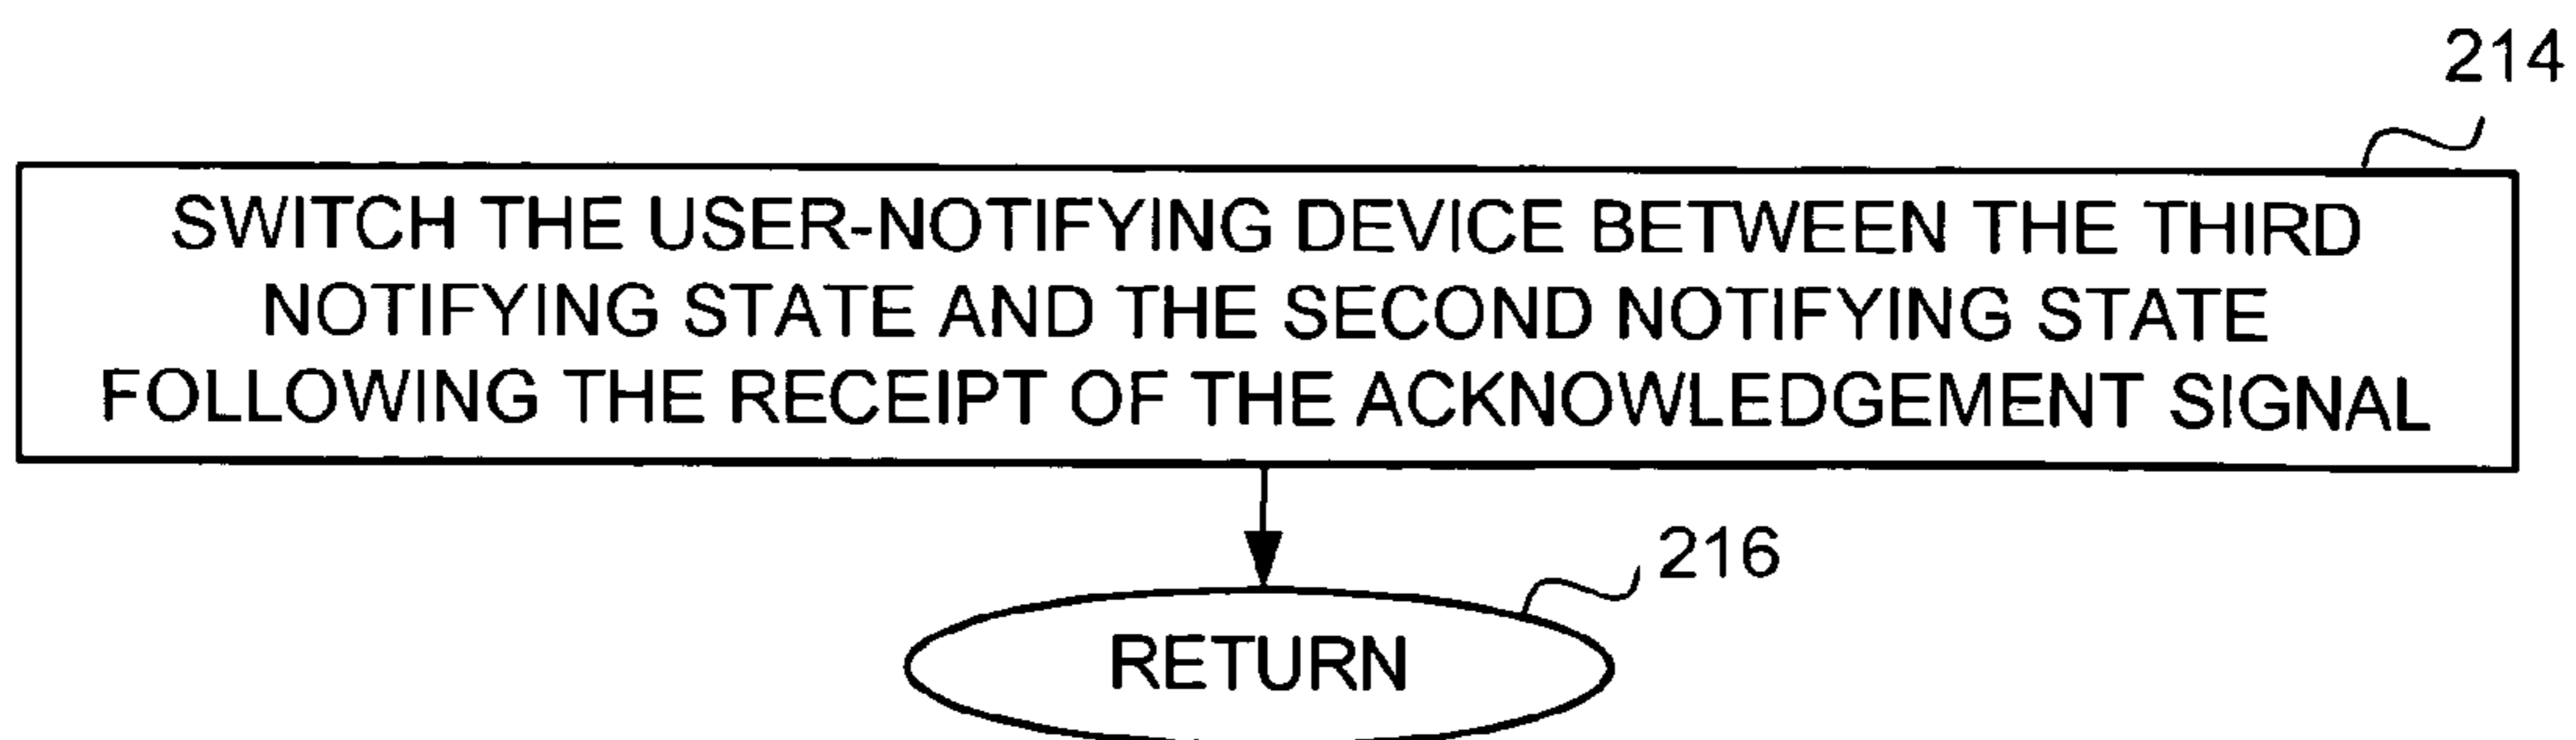 214
SWITCH THE USER-NOTIFYING DEVICE BETWEEN THE THIRD
NOTIFYING STATE AND THE SECOND NOTIFYING STATE
FOLLOWING THE RECEIPT OF THE ACKNOWLEDGEMENT SIGNAL
216
RETURN